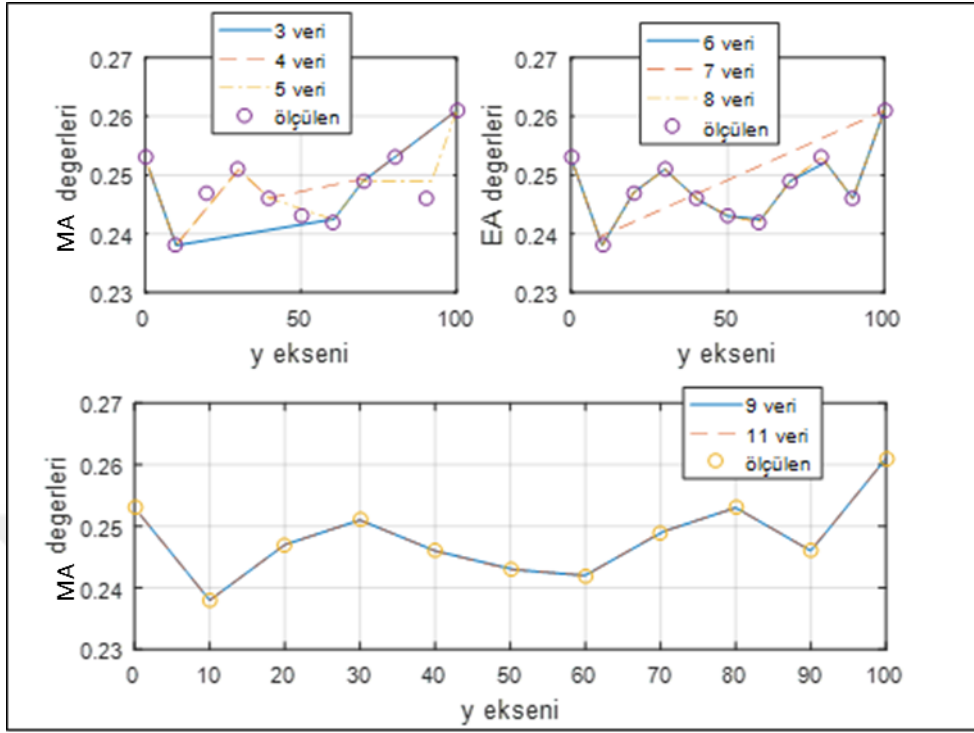 3 veri
4 veri
5 veri
ölçülen
0.27
0.26
0.25
0.24
0.23
MA degerleri
0 50 100
y ekseni
6 veri
7 veri
8 veri
ölçülen
0.27
0.26
0.25
0.24
0.23
EA degerleri
0 50 100
y ekseni
9 veri
11 veri
ölçülen
0.27
0.26
0.25
0.24
0.23
MA değerleri
0 10 20 30 40 50 60 70 80 90 100
y ekseni